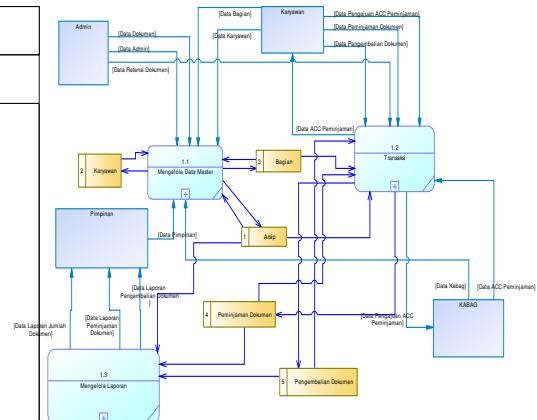 Karyawan
[Data Bagian]
[Data Pengajuan ACC Peminjaman]
Admin
[Data Peminjaman Dokumen]
[Data Dokumen]
[Data Karyawan]
[Data Pengembalian Dokumen]
[Data Admin]
[Data Retensi Dokumen]
[Data ACC Peminjaman]
1.2
Transaksi
1.1
Mengelola Data Master
3 Bagian
2 Karyawan
Pimpinan
[Data Pimpinan]
1 Arsip
[Data Laporan
Pengembalian Dokumen
]
[Data Kabag]
[Data ACC Peminjaman]
KABAG
[Data Laporan Jumlah
Dokumen]
[Data Laporan
Peminjaman
Dokumen]
4 Peminjaman Dokumen
[Data Pengajuan ACC
Peminjaman]
1.3
Mengelola Laporan
5 Pengembalian Dokumen